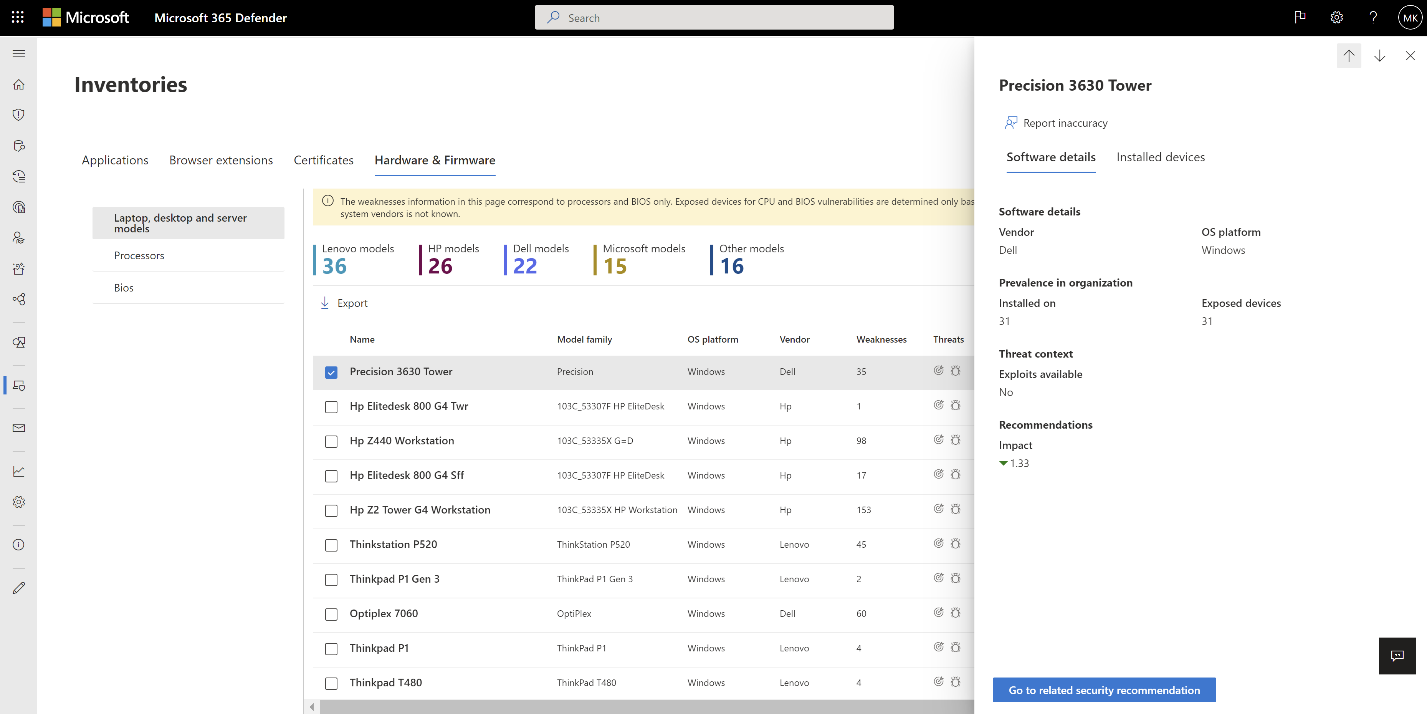 Microsoft
Microsoft 365 Defender
Search
MK
Inventories
Applications
Browser extensions
Certificates
Hardware & Firmware
Laptop, desktop and server
models
Processors
Bios
The weaknesses information in this page correspond to processors and BIOS only. Exposed devices for CPU and BIOS vulnerabilities are determined only bas
system vendors is not known.
Lenovo models
36
HP models
26
Dell models
22
Microsoft models
15
Other models
16
Export
Name Model family OS platform Vendor Weaknesses Threats
Precision 3630 Tower Precision Windows Dell 35
Hp Elitedesk 800 G4 Twr 103C_53307F HP EliteDesk Windows Hp 1
Hp Z440 Workstation 103C_53335X G=D Windows Hp 98
Hp Elitedesk 800 G4 Sff 103C_53307F HP EliteDesk Windows Hp 17
Hp Z2 Tower G4 Workstation 103C_53335X HP Workstation Windows Hp 153
Thinkstation P520 ThinkStation P520 Windows Lenovo 45
Thinkpad P1 Gen 3 ThinkPad P1 Gen 3 Windows Lenovo 2
Optiplex 7060 OptiPlex Windows Dell 60
Thinkpad P1 ThinkPad P1 Windows Lenovo 4
Thinkpad T480 ThinkPad T480 Windows Lenovo 4
Precision 3630 Tower
Report inaccuracy
Software details Installed devices
Software details
Vendor OS platform
Dell Windows
Prevalence in organization
Installed on Exposed devices
31 31
Threat context
Exploits available
No
Recommendations
Impact
1.33
Go to related security recommendation